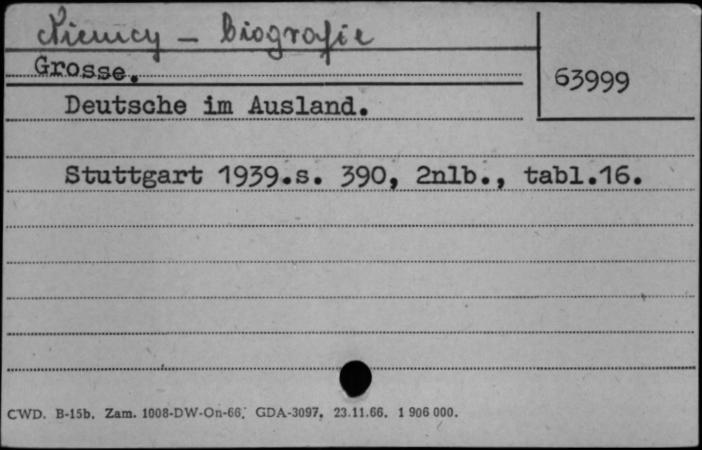 Niemcy – biografie
Grosse.
63999
Deutsche im Ausland.
Stuttgart 1939.s. 390, 2nlb., tabl.16.
CWD. B-15b. Zam. 1008-DW-On-66. GDA-3097. 23.11.66. 1 906 000.